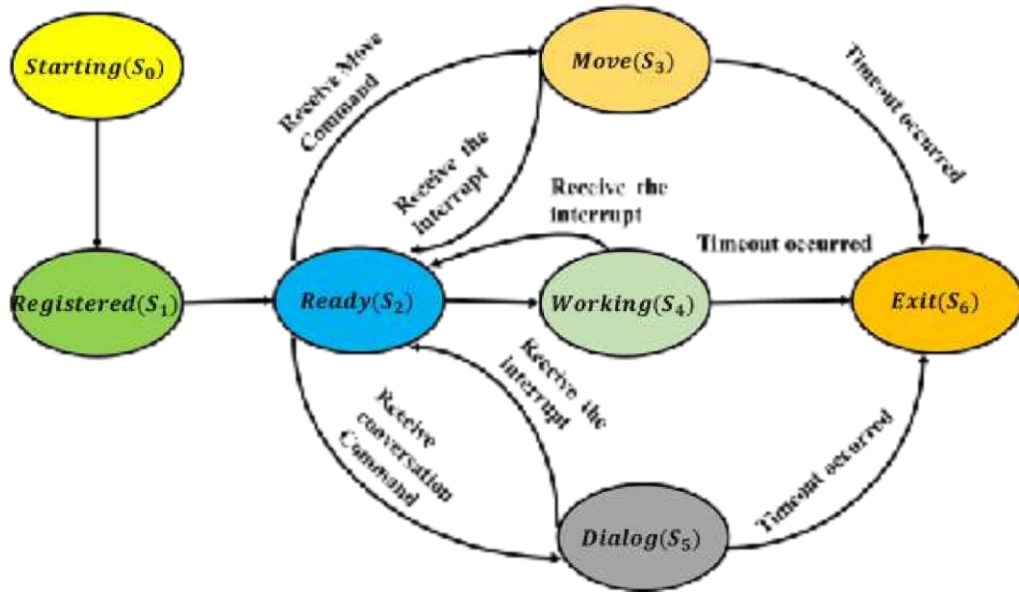 Starting(S₀)
Move(S₃)
Receive Move
Command
Timeout occurred
Receive the
interrupt
Receive the
interrupt
Timeout occurred
Registered(S₁)
Ready(S₂)
Working(S₄)
Exit(S₆)
Receive the
interrupt
Receive
conversation
Command
Timeout occurred
Dialog(S₅)